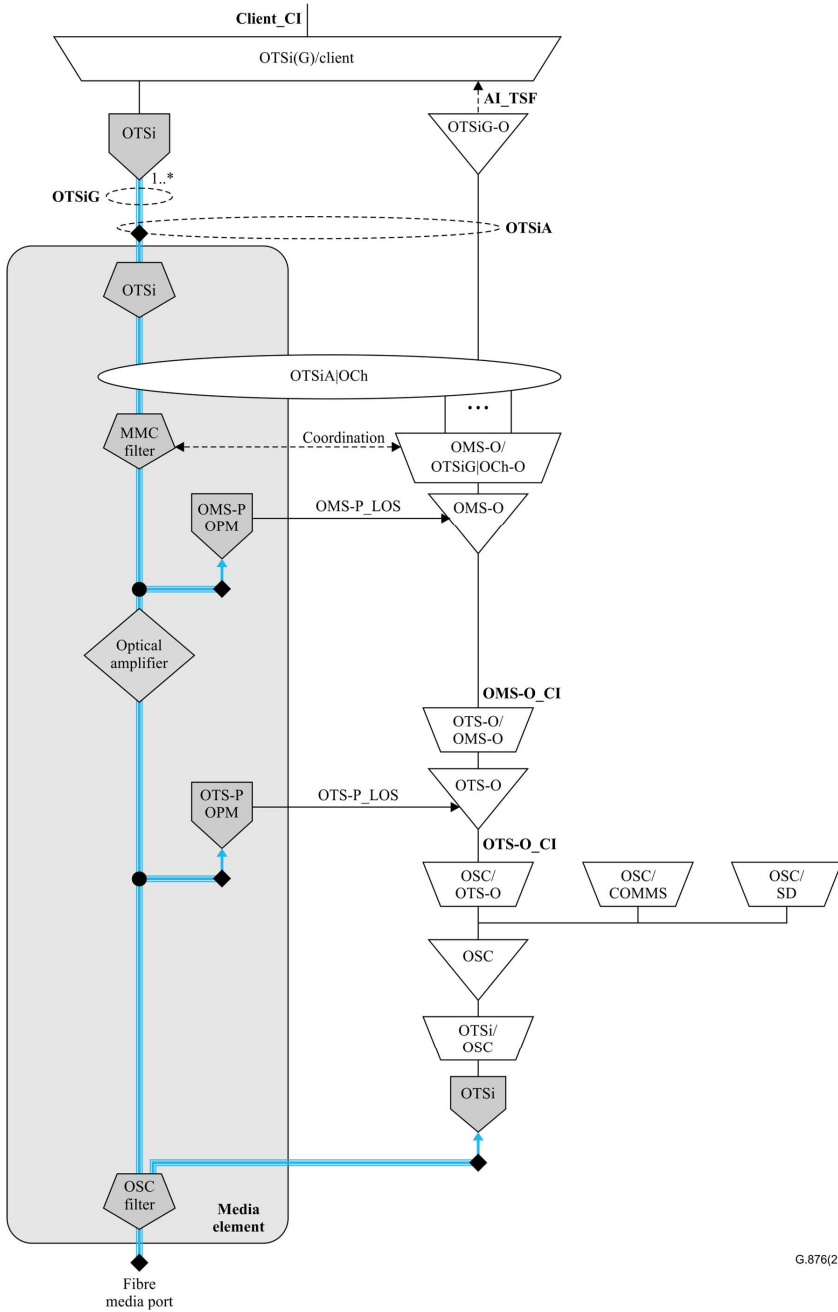 Client_CI
OTSi(G)/client
AI_TSF
OTSi
OTSiG-O
1..*
OTSiG
OTSiA
OTSi
OTSiA|OCh
...
MMC
filter
Coordination
OMS-O/
OTSiG|OCh-O
OMS-P
OPM
OMS-P_LOS
OMS-O
Optical
amplifier
OMS-O_CI
OTS-O/
OMS-O
OTS-P
OPM
OTS-P_LOS
OTS-O
OTS-O_CI
OSC/
OTS-O
OSC/
COMMS
OSC/
SD
OSC
OTSi/
OSC
OTSi
OSC
filter
Media
element
Fibre
media port
G.876(2